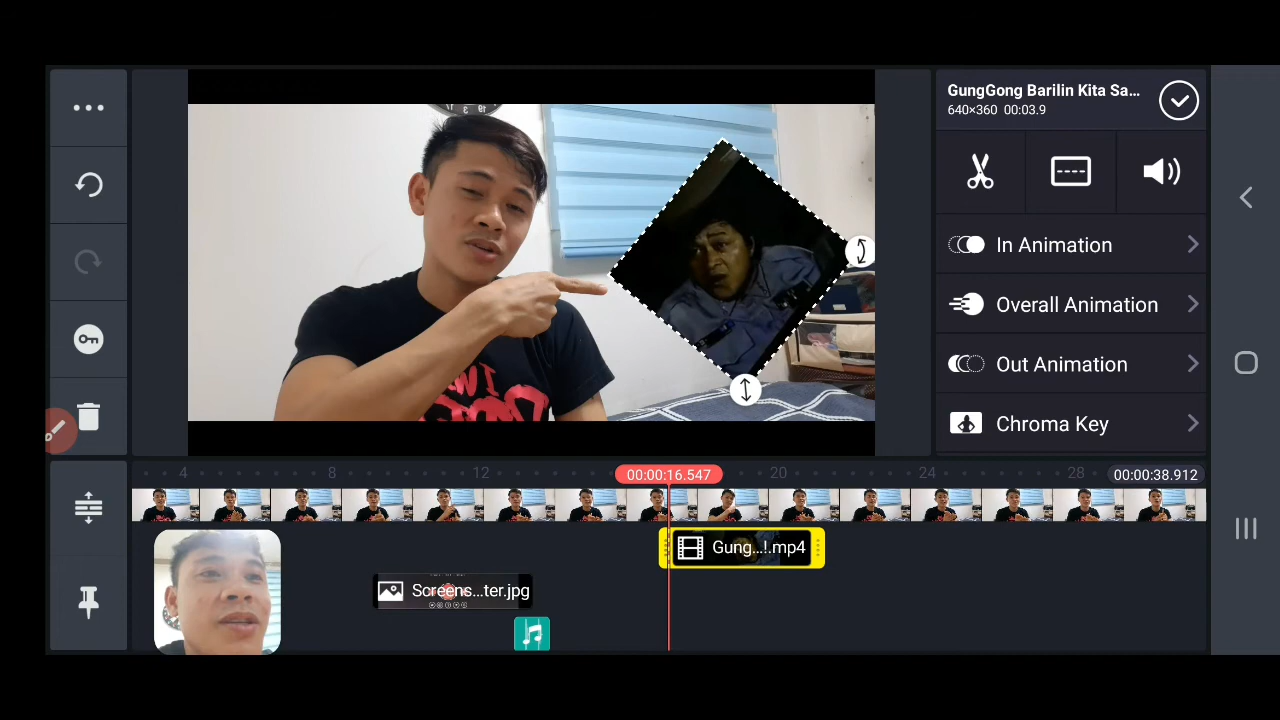 GungGong Barilin Kita Sa...
640×360 00:03.9
In Animation
Overall Animation
Out Animation
Chroma Key
4 8 12 00:00:16.547 20 24 28 00:00:38.912
Gung...!.mp4
Screens...ter.jpg